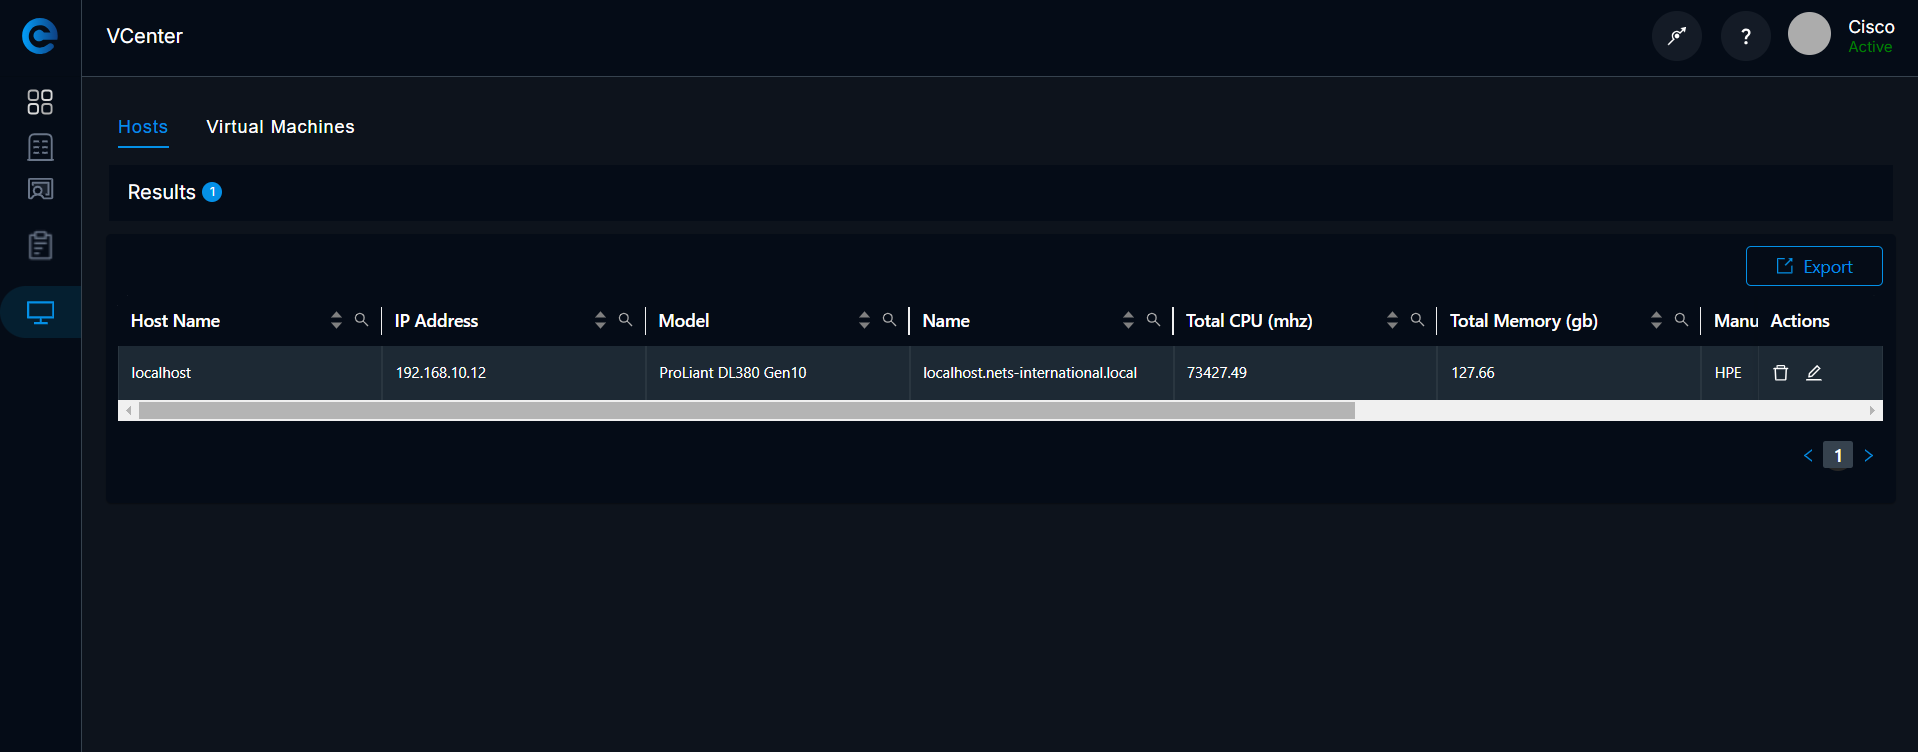 VCenter
?
Cisco
Active
Hosts Virtual Machines
Results 1
Export
Host Name IP Address Model Name Total CPU (mhz) Total Memory (gb) Manu Actions
localhost 192.168.10.12 ProLiant DL380 Gen10 localhost.nets-international.local 73427.49 127.66 HPE
< 1 >